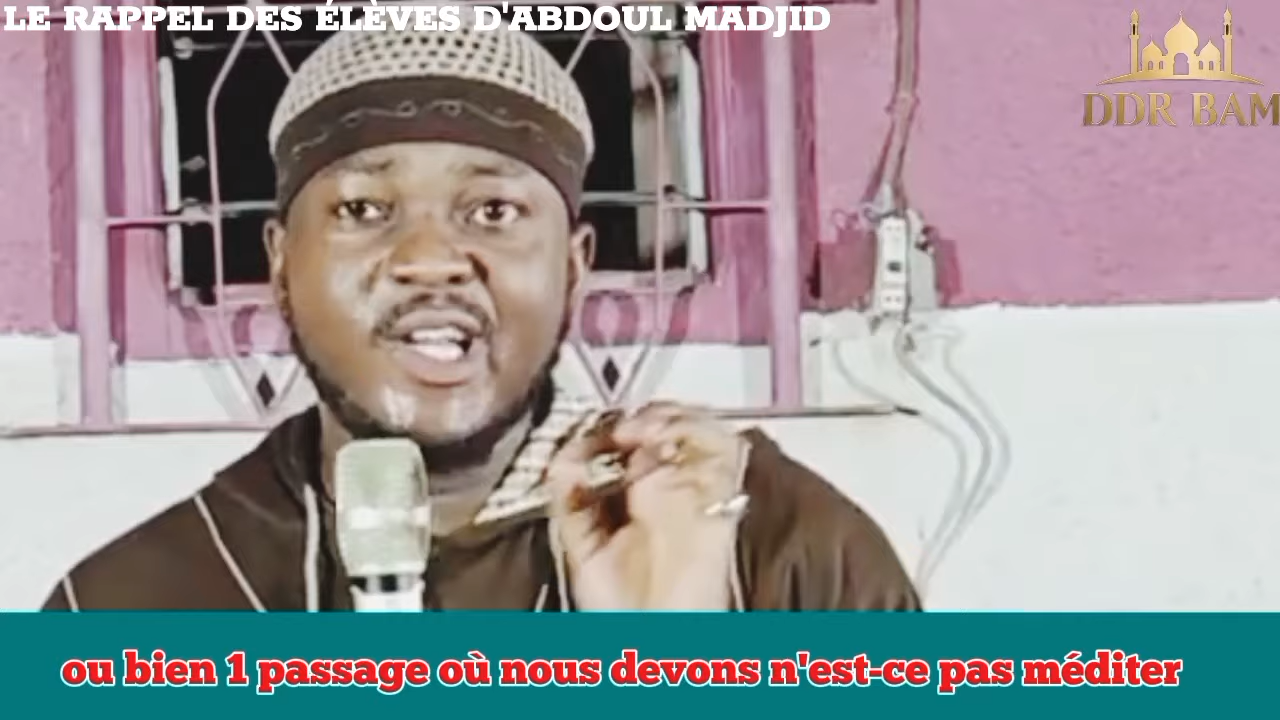 LE RAPPEL DES ÉLÈVES D'ABDOUL MADJID
DDR BAM
ou bien 1 passage où nous devons n'est-ce pas méditer